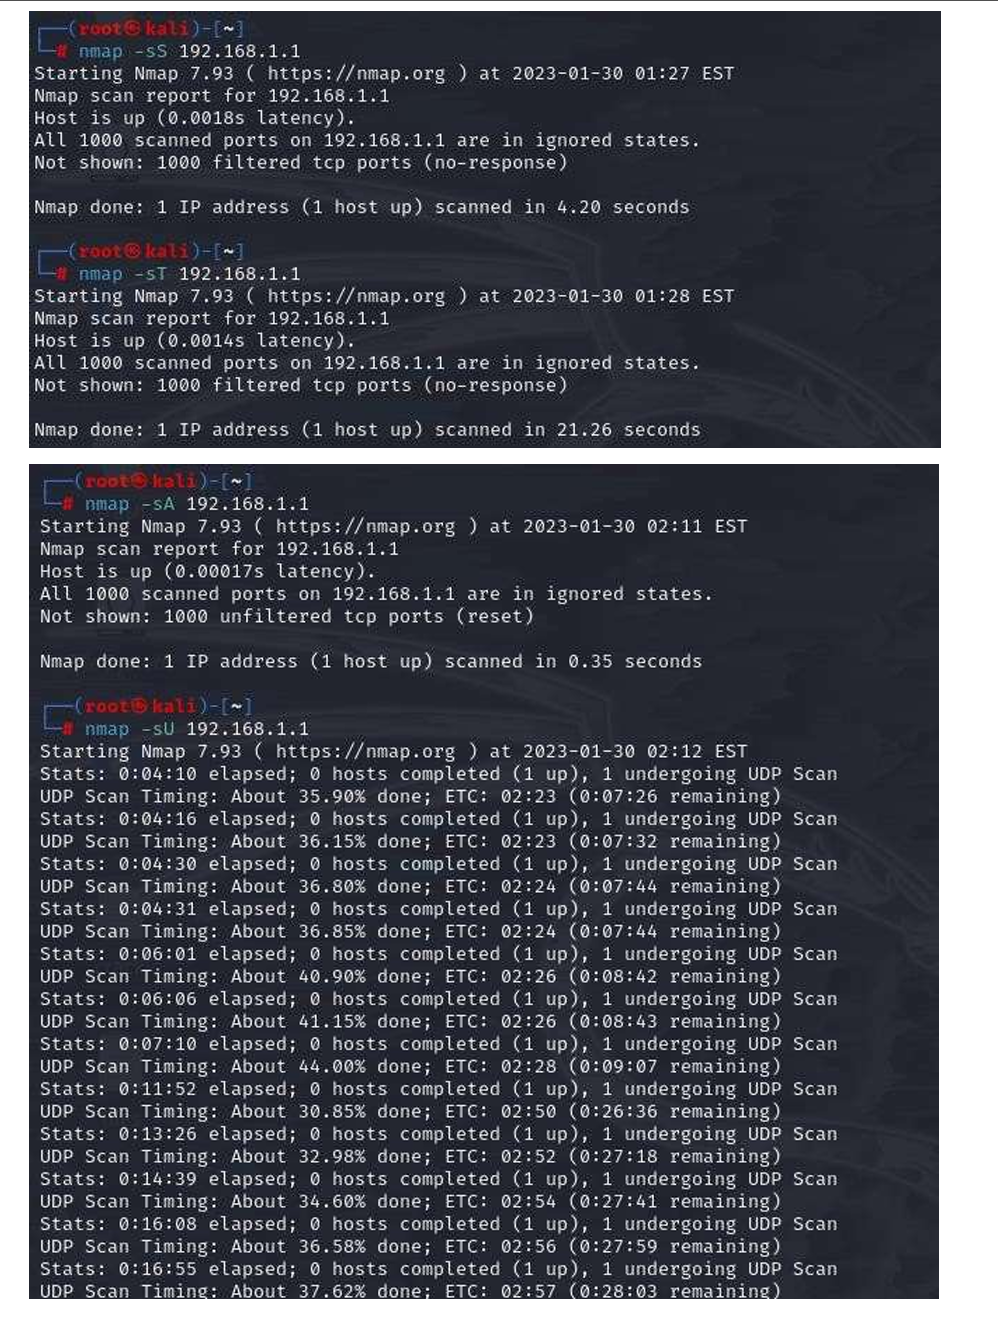 ┌──(root㉿kali)-[~]
└─# nmap -sS 192.168.1.1
Starting Nmap 7.93 ( https://nmap.org ) at 2023-01-30 01:27 EST
Nmap scan report for 192.168.1.1
Host is up (0.0018s latency).
All 1000 scanned ports on 192.168.1.1 are in ignored states.
Not shown: 1000 filtered tcp ports (no-response)

Nmap done: 1 IP address (1 host up) scanned in 4.20 seconds

┌──(root㉿kali)-[~]
└─# nmap -sT 192.168.1.1
Starting Nmap 7.93 ( https://nmap.org ) at 2023-01-30 01:28 EST
Nmap scan report for 192.168.1.1
Host is up (0.0014s latency).
All 1000 scanned ports on 192.168.1.1 are in ignored states.
Not shown: 1000 filtered tcp ports (no-response)

Nmap done: 1 IP address (1 host up) scanned in 21.26 seconds

┌──(root㉿kali)-[~]
└─# nmap -sA 192.168.1.1
Starting Nmap 7.93 ( https://nmap.org ) at 2023-01-30 02:11 EST
Nmap scan report for 192.168.1.1
Host is up (0.00017s latency).
All 1000 scanned ports on 192.168.1.1 are in ignored states.
Not shown: 1000 unfiltered tcp ports (reset)

Nmap done: 1 IP address (1 host up) scanned in 0.35 seconds

┌──(root㉿kali)-[~]
└─# nmap -sU 192.168.1.1
Starting Nmap 7.93 ( https://nmap.org ) at 2023-01-30 02:12 EST
Stats: 0:04:10 elapsed; 0 hosts completed (1 up), 1 undergoing UDP Scan
UDP Scan Timing: About 35.90% done; ETC: 02:23 (0:07:26 remaining)
Stats: 0:04:16 elapsed; 0 hosts completed (1 up), 1 undergoing UDP Scan
UDP Scan Timing: About 36.15% done; ETC: 02:23 (0:07:32 remaining)
Stats: 0:04:30 elapsed; 0 hosts completed (1 up), 1 undergoing UDP Scan
UDP Scan Timing: About 36.80% done; ETC: 02:24 (0:07:44 remaining)
Stats: 0:04:31 elapsed; 0 hosts completed (1 up), 1 undergoing UDP Scan
UDP Scan Timing: About 36.85% done; ETC: 02:24 (0:07:44 remaining)
Stats: 0:06:01 elapsed; 0 hosts completed (1 up), 1 undergoing UDP Scan
UDP Scan Timing: About 40.90% done; ETC: 02:26 (0:08:42 remaining)
Stats: 0:06:06 elapsed; 0 hosts completed (1 up), 1 undergoing UDP Scan
UDP Scan Timing: About 41.15% done; ETC: 02:26 (0:08:43 remaining)
Stats: 0:07:10 elapsed; 0 hosts completed (1 up), 1 undergoing UDP Scan
UDP Scan Timing: About 44.00% done; ETC: 02:28 (0:09:07 remaining)
Stats: 0:11:52 elapsed; 0 hosts completed (1 up), 1 undergoing UDP Scan
UDP Scan Timing: About 30.85% done; ETC: 02:50 (0:26:36 remaining)
Stats: 0:13:26 elapsed; 0 hosts completed (1 up), 1 undergoing UDP Scan
UDP Scan Timing: About 32.98% done; ETC: 02:52 (0:27:18 remaining)
Stats: 0:14:39 elapsed; 0 hosts completed (1 up), 1 undergoing UDP Scan
UDP Scan Timing: About 34.60% done; ETC: 02:54 (0:27:41 remaining)
Stats: 0:16:08 elapsed; 0 hosts completed (1 up), 1 undergoing UDP Scan
UDP Scan Timing: About 36.58% done; ETC: 02:56 (0:27:59 remaining)
Stats: 0:16:55 elapsed; 0 hosts completed (1 up), 1 undergoing UDP Scan
UDP Scan Timing: About 37.62% done; ETC: 02:57 (0:28:03 remaining)